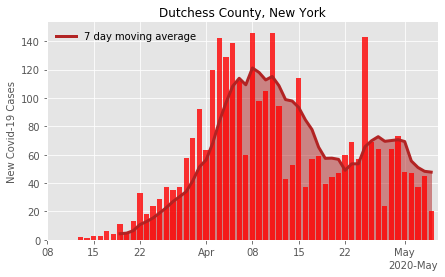 Dutchess County, New York
7 day moving average
New Covid-19 Cases
140
120
100
80
60
40
20
0
08 15 22 Apr 08 15 22 May
2020-May